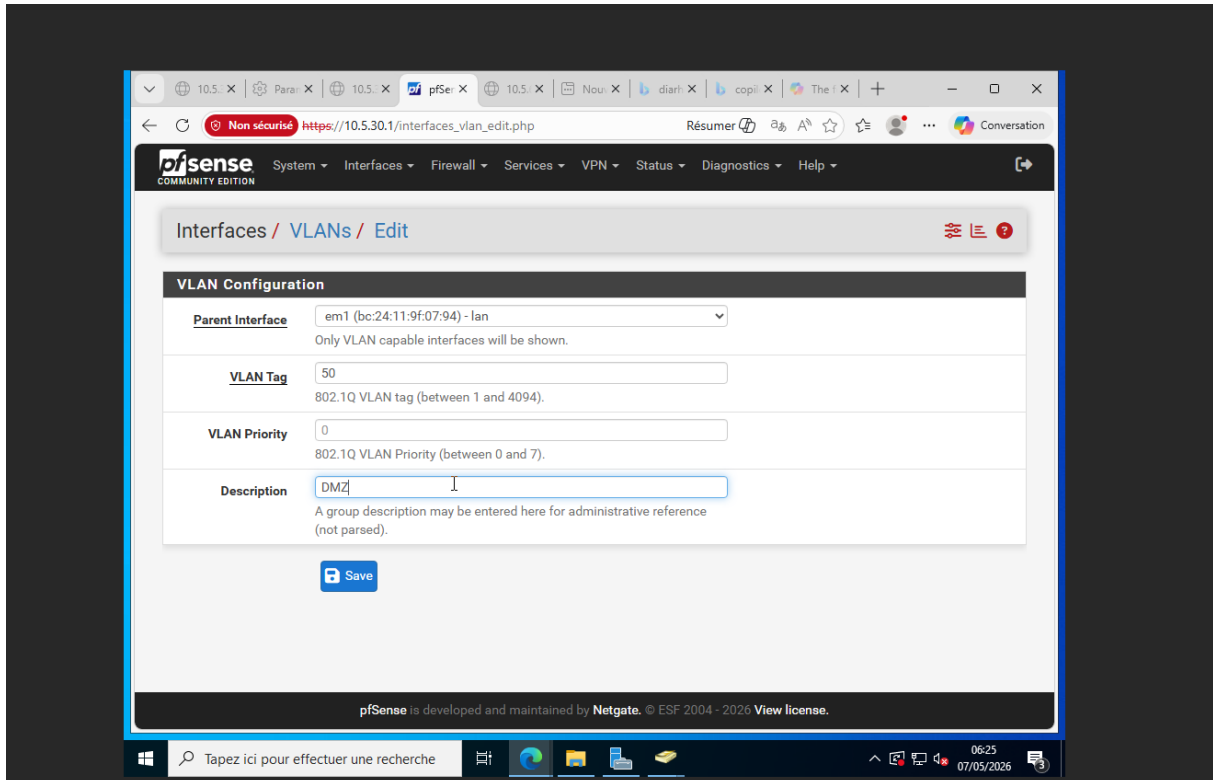 10.5. Parar 10.5. pfSer 10.5. Nou diarh copil The f
Non sécurisé https://10.5.30.1/interfaces_vlan_edit.php Résumer Conversation
pfsense COMMUNITY EDITION System Interfaces Firewall Services VPN Status Diagnostics Help
Interfaces / VLANs / Edit
VLAN Configuration
Parent Interface em1 (bc:24:11:9f:07:94) - lan
Only VLAN capable interfaces will be shown.
VLAN Tag 50
802.1Q VLAN tag (between 1 and 4094).
VLAN Priority 0
802.1Q VLAN Priority (between 0 and 7).
Description DMZ
A group description may be entered here for administrative reference
(not parsed).
Save
pfSense is developed and maintained by Netgate. © ESF 2004 - 2026 View license.
Tapez ici pour effectuer une recherche
06:25
07/05/2026
3